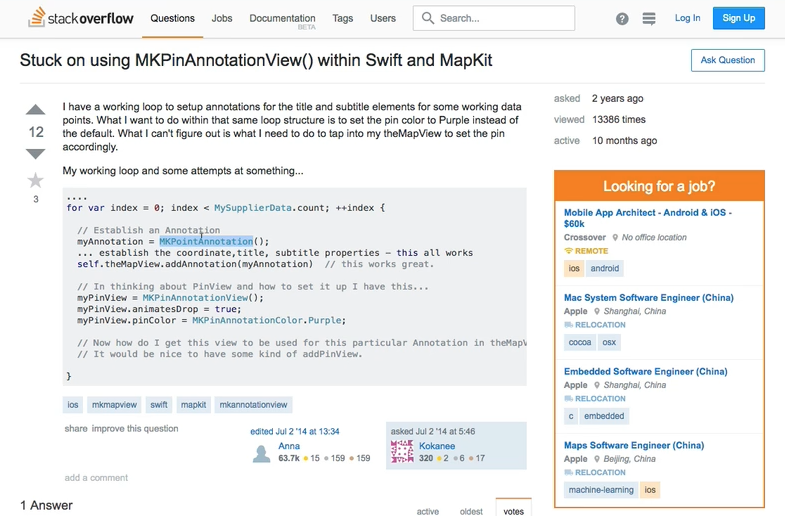 stackoverflow Questions Jobs Documentation BETA Tags Users Search... Log In Sign Up
Stuck on using MKPinAnnotationView() within Swift and MapKit
Ask Question
12
3
I have a working loop to setup annotations for the title and subtitle elements for some working data
points. What I want to do within that same loop structure is to set the pin color to Purple instead of
the default. What I can't figure out is what I need to do to tap into my theMapView to set the pin
accordingly.
My working loop and some attempts at something...
....
for var index = 0; index < MySupplierData.count; ++index {
// Establish an Annotation
myAnnotation = MKPointAnnotation();
... establish the coordinate,title, subtitle properties – this all works
self.theMapView.addAnnotation(myAnnotation)  // this works great.
// In thinking about PinView and how to set it up I have this...
myPinView = MKPinAnnotationView();
myPinView.animatesDrop = true;
myPinView.pinColor = MKPinAnnotationColor.Purple;
// Now how do I get this view to be used for this particular Annotation in theMapV
// It would be nice to have some kind of addPinView.
}
ios mkmapview swift mapkit mkannotationview
share improve this question
edited Jul 2 '14 at 13:34
Anna
63.7k 15 159 159
asked Jul 2 '14 at 5:46
Kokanee
320 2 6 17
add a comment
1 Answer
active oldest votes
asked 2 years ago
viewed 13386 times
active 10 months ago
Looking for a job?
Mobile App Architect - Android & iOS -
$60k
Crossover No office location
REMOTE
ios android
Mac System Software Engineer (China)
Apple Shanghai, China
RELOCATION
cocoa osx
Embedded Software Engineer (China)
Apple Shanghai, China
RELOCATION
c embedded
Maps Software Engineer (China)
Apple Beijing, China
RELOCATION
machine-learning ios